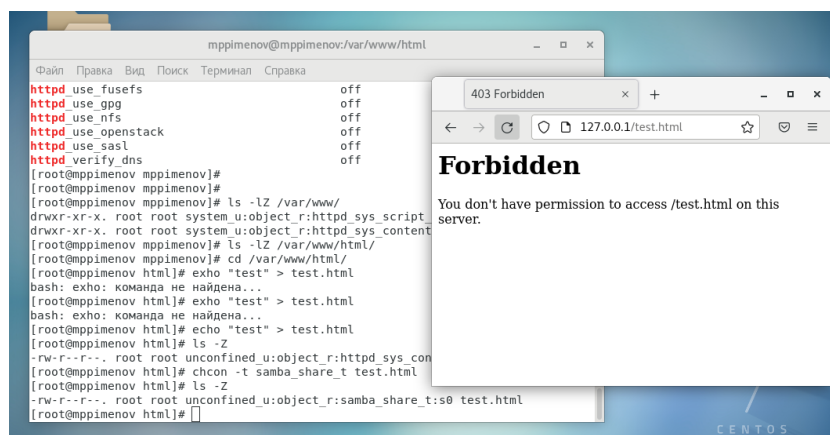 mppimenov@mppimenov:/var/www/html
Файл Правка Вид Поиск Терминал Справка
httpd_use_fusefs off
httpd_use_gpg off
httpd_use_nfs off
httpd_use_openstack off
httpd_use_sasl off
httpd_verify_dns off
[root@mppimenov mppimenov]#
[root@mppimenov mppimenov]#
[root@mppimenov mppimenov]# ls -lZ /var/www/
drwxr-xr-x. root root system_u:object_r:httpd_sys_script_
drwxr-xr-x. root root system_u:object_r:httpd_sys_content
[root@mppimenov mppimenov]# ls -lZ /var/www/html/
[root@mppimenov mppimenov]# cd /var/www/html/
[root@mppimenov html]# exho "test" > test.html
bash: exho: команда не найдена...
[root@mppimenov html]# exho "test" > test.html
bash: exho: команда не найдена...
[root@mppimenov html]# echo "test" > test.html
[root@mppimenov html]# ls -Z
-rw-r--r--. root root unconfined_u:object_r:httpd_sys_con
[root@mppimenov html]# chcon -t samba_share_t test.html
[root@mppimenov html]# ls -Z
-rw-r--r--. root root unconfined_u:object_r:samba_share_t:s0 test.html
[root@mppimenov html]#
403 Forbidden
127.0.0.1/test.html
Forbidden
You don't have permission to access /test.html on this
server.
CENTOS